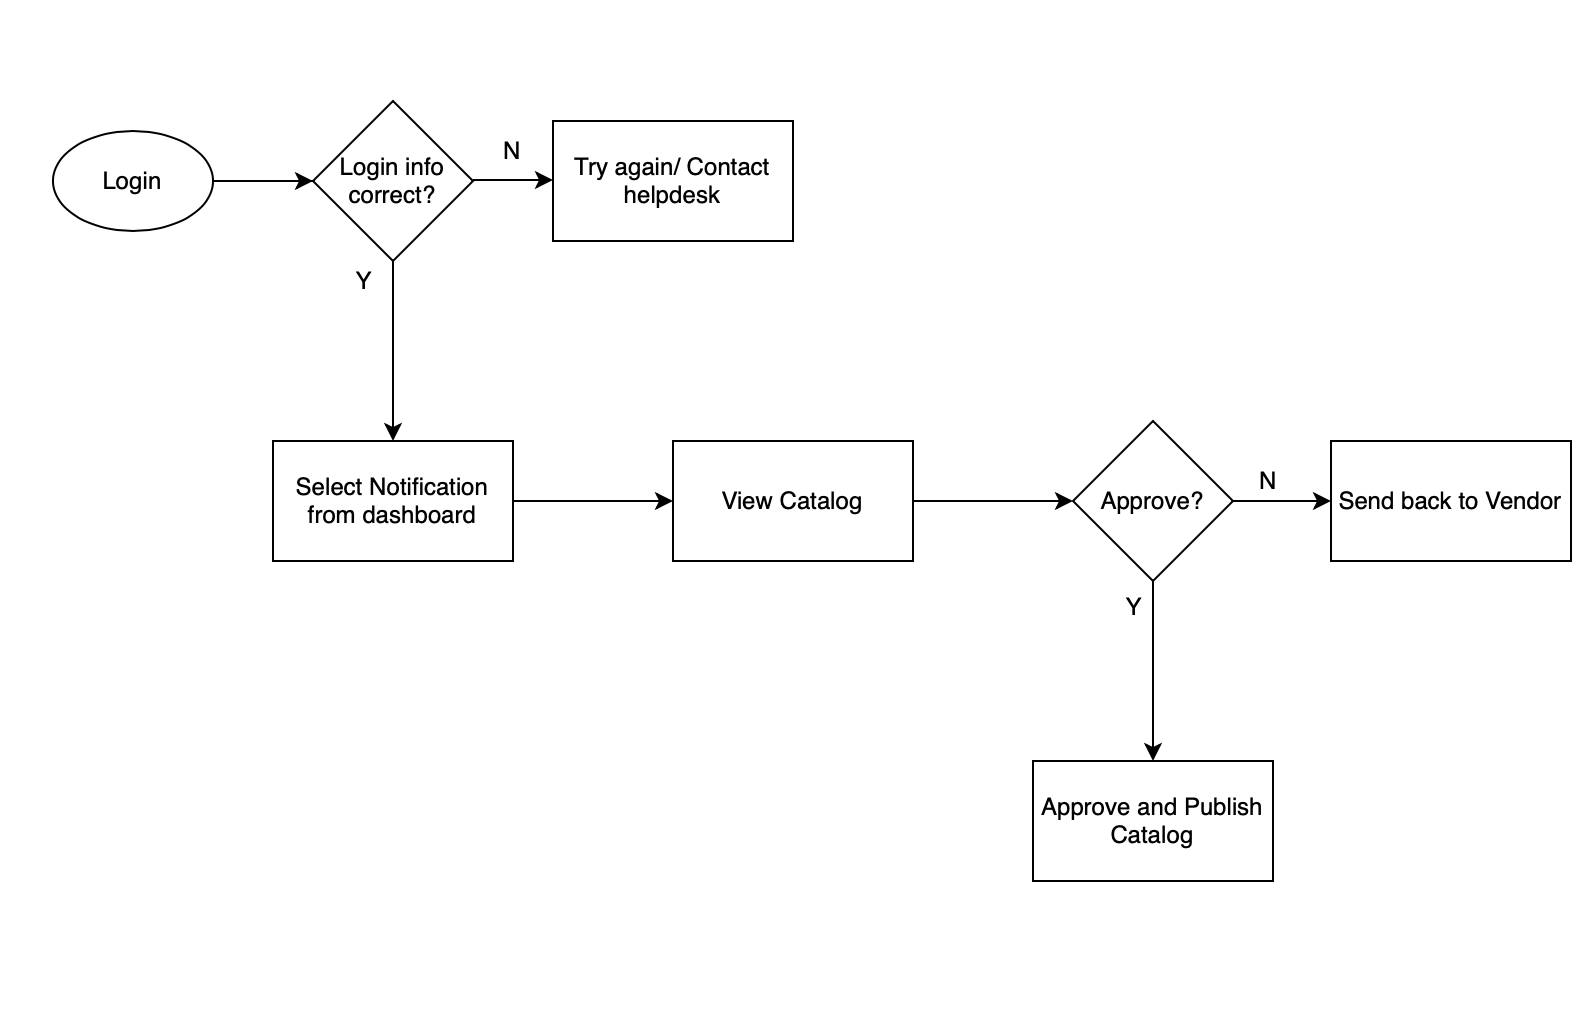 Login
Login info
correct?
N
Try again/ Contact
helpdesk
Y
Select Notification
from dashboard
View Catalog
Approve?
N
Send back to Vendor
Y
Approve and Publish
Catalog